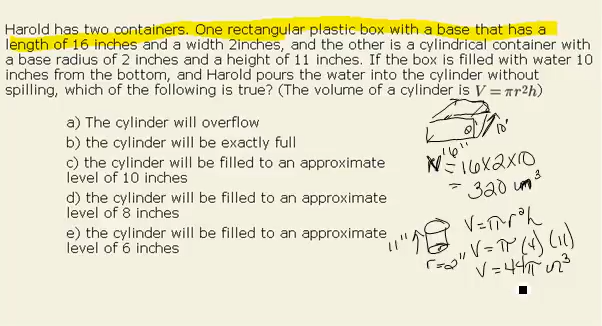 Harold has two containers. One rectangular plastic box with a base that has a
length of 16 inches and a width 2inches, and the other is a cylindrical container with
a base radius of 2 inches and a height of 11 inches. If the box is filled with water 10
inches from the bottom, and Harold pours the water into the cylinder without
spilling, which of the following is true? (The volume of a cylinder is V = πr²h)
a) The cylinder will overflow
b) the cylinder will be exactly full
c) the cylinder will be filled to an approximate
level of 10 inches
d) the cylinder will be filled to an approximate
level of 8 inches
e) the cylinder will be filled to an approximate
level of 6 inches
10'
16"
V = 16X2X10
= 320 in³
11"
r=2"
V=πr²h
V=π(4)(11)
V=44π in³